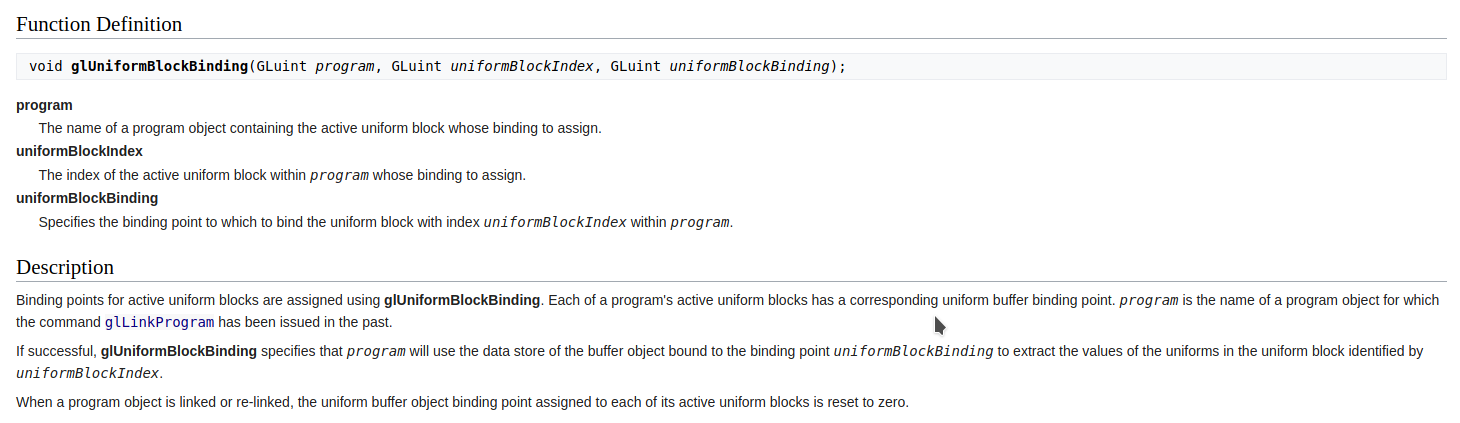 Function Definition
void glUniformBlockBinding(GLuint program, GLuint uniformBlockIndex, GLuint uniformBlockBinding);
program
The name of a program object containing the active uniform block whose binding to assign.
uniformBlockIndex
The index of the active uniform block within program whose binding to assign.
uniformBlockBinding
Specifies the binding point to which to bind the uniform block with index uniformBlockIndex within program.
Description
Binding points for active uniform blocks are assigned using glUniformBlockBinding. Each of a program's active uniform blocks has a corresponding uniform buffer binding point. program is the name of a program object for which
the command glLinkProgram has been issued in the past.
If successful, glUniformBlockBinding specifies that program will use the data store of the buffer object bound to the binding point uniformBlockBinding to extract the values of the uniforms in the uniform block identified by
uniformBlockIndex.
When a program object is linked or re-linked, the uniform buffer object binding point assigned to each of its active uniform blocks is reset to zero.